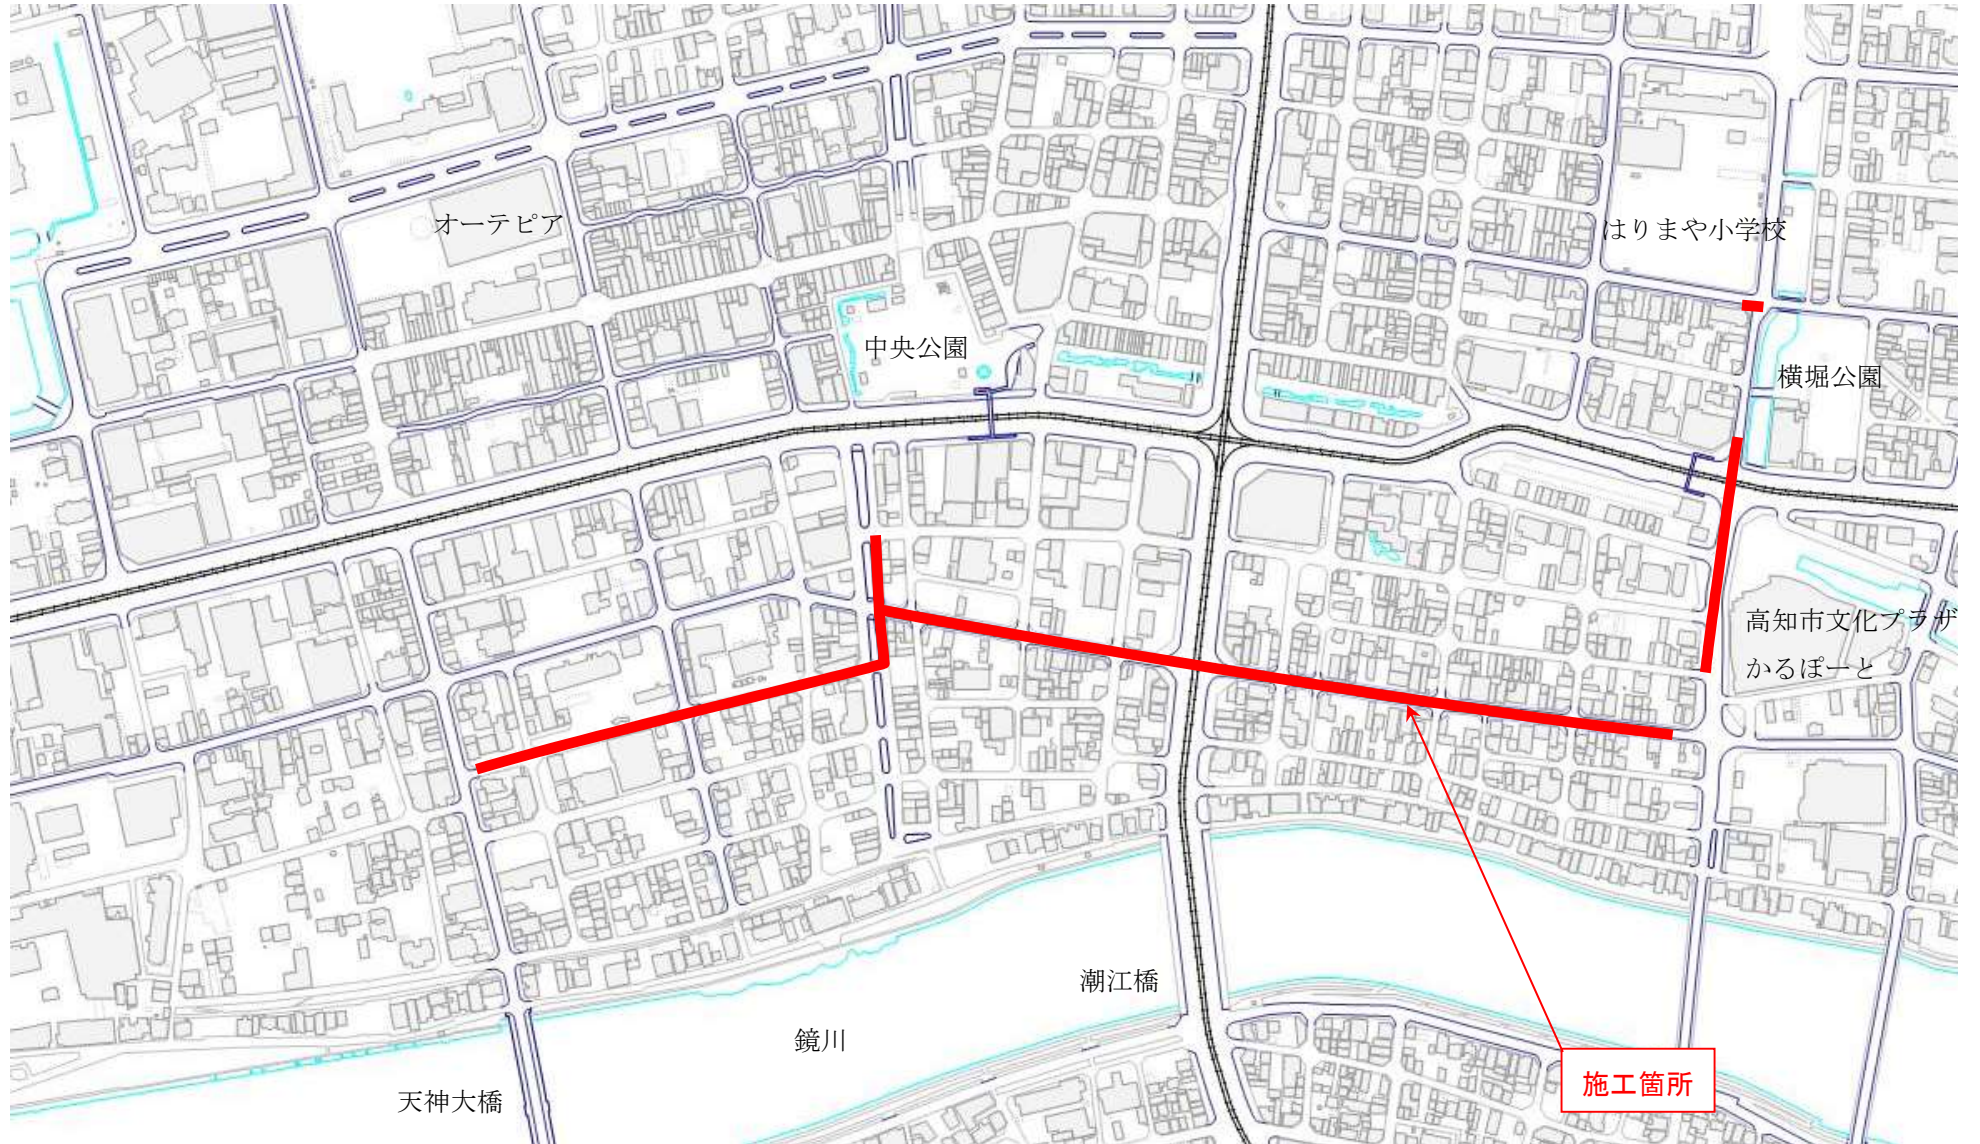 オーテピア
はりまや小学校
中央公園
横堀公園
高知市文化プラザ
かるぽーと
潮江橋
鏡川
天神大橋
施工箇所